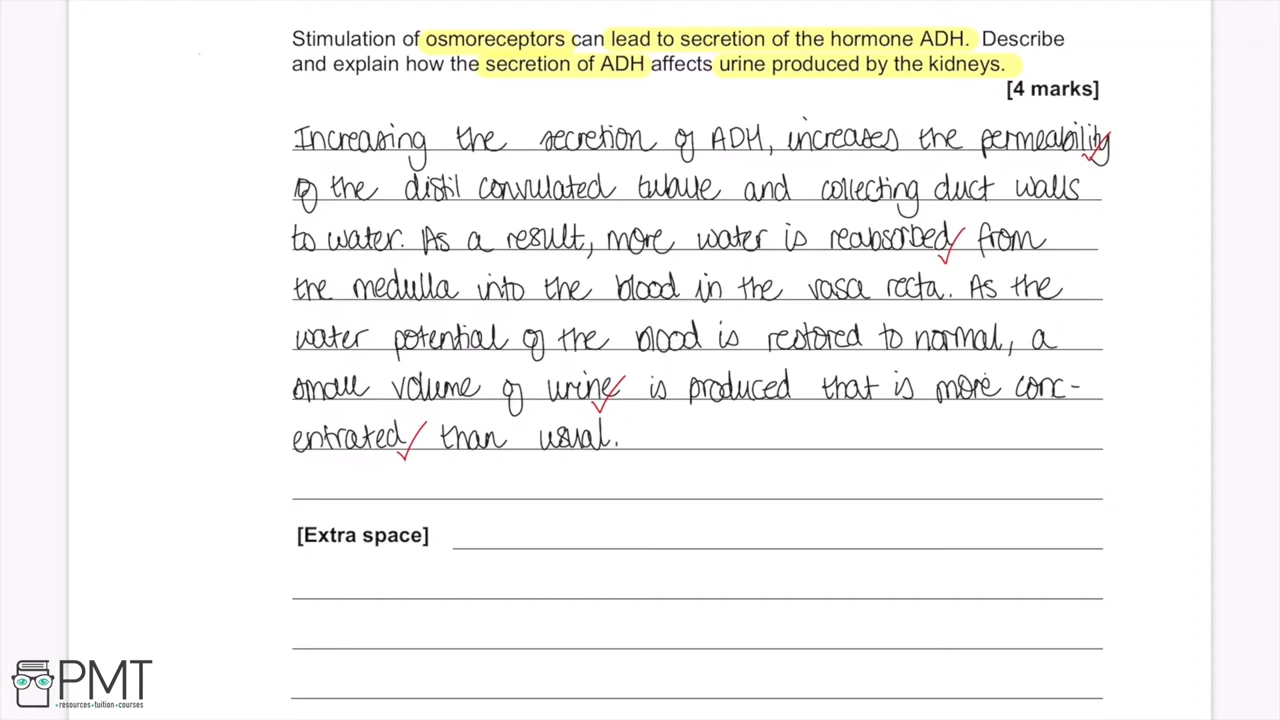 Stimulation of osmoreceptors can lead to secretion of the hormone ADH. Describe
and explain how the secretion of ADH affects urine produced by the kidneys.
[4 marks]
Increasing the secretion of ADH, increases the permeability
of the distil convulated tubule and collecting duct walls
to water. As a result, more water is reabsorbed from
the medulla into the blood in the vasa recta. As the
water potential of the blood is restored to normal, a
small volume of urine is produced that is more conc-
entrated than usual.
[Extra space]
PMT
•resources•tuition•courses